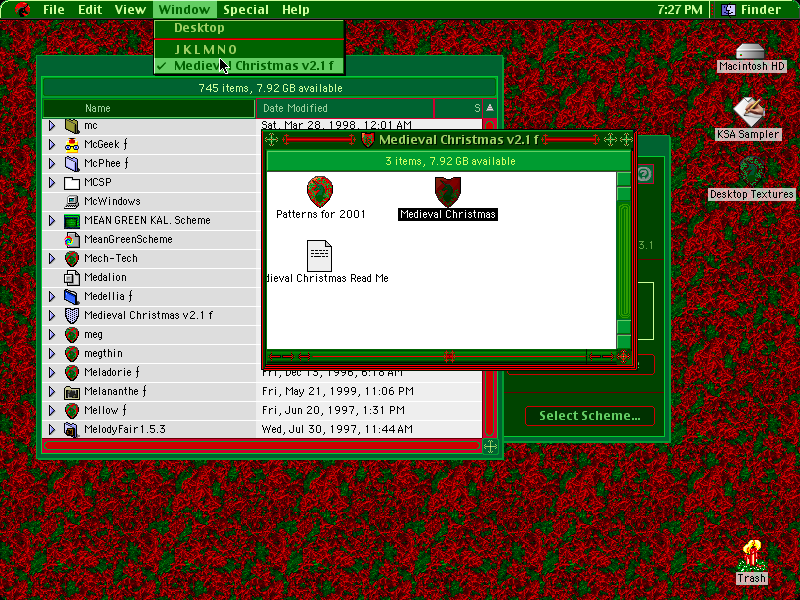 File Edit View Window Special Help 7:27 PM Finder
Desktop
J K L M N O
✓ Medieval Christmas v2.1 ƒ
745 items, 7.92 GB available
Name Date Modified S
mc Sat, Mar 28, 1998, 12:01 AM
McGeek ƒ
McPhee ƒ
MCSP
McWindows
MEAN GREEN KAL. Scheme
MeanGreenScheme
Mech-Tech
Medalion
Medellia ƒ
Medieval Christmas v2.1 ƒ
meg
megthin
Meladorie ƒ Fri, Dec 13, 1996, 6:18 AM
Melananthe ƒ Fri, May 21, 1999, 11:06 PM
Mellow ƒ Fri, Jun 20, 1997, 1:31 PM
MelodyFair1.5.3 Wed, Jul 30, 1997, 11:44 AM
Medieval Christmas v2.1 ƒ
3 items, 7.92 GB available
Patterns for 2001
Medieval Christmas
dieval Christmas Read Me
3.1
Select Scheme...
Macintosh HD
KSA Sampler
Desktop Textures
Trash